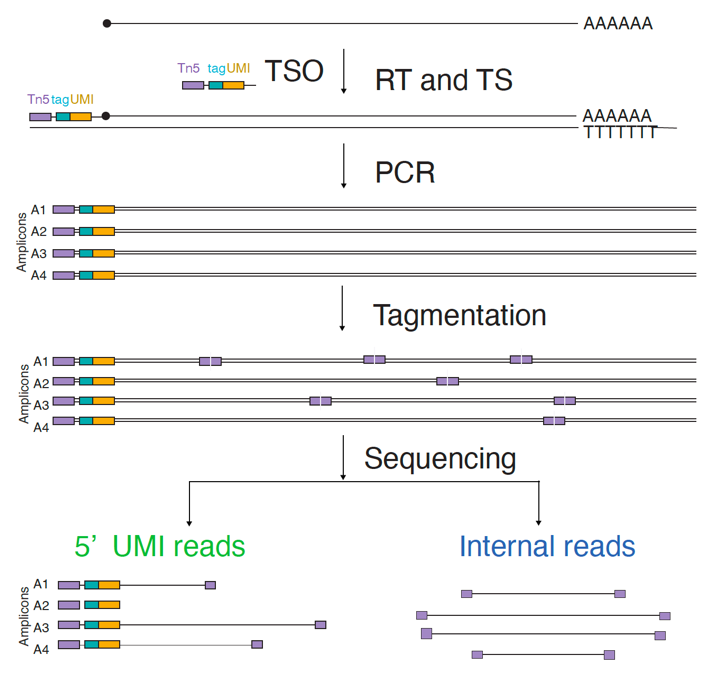 AAAAAA
Tn5 tag UMI
TSO
RT and TS
Tn5 tag UMI
AAAAAA
TTTTTTT
PCR
Amplicons
A1
A2
A3
A4
Tagmentation
Amplicons
A1
A2
A3
A4
Sequencing
5’ UMI reads
Internal reads
Amplicons
A1
A2
A3
A4